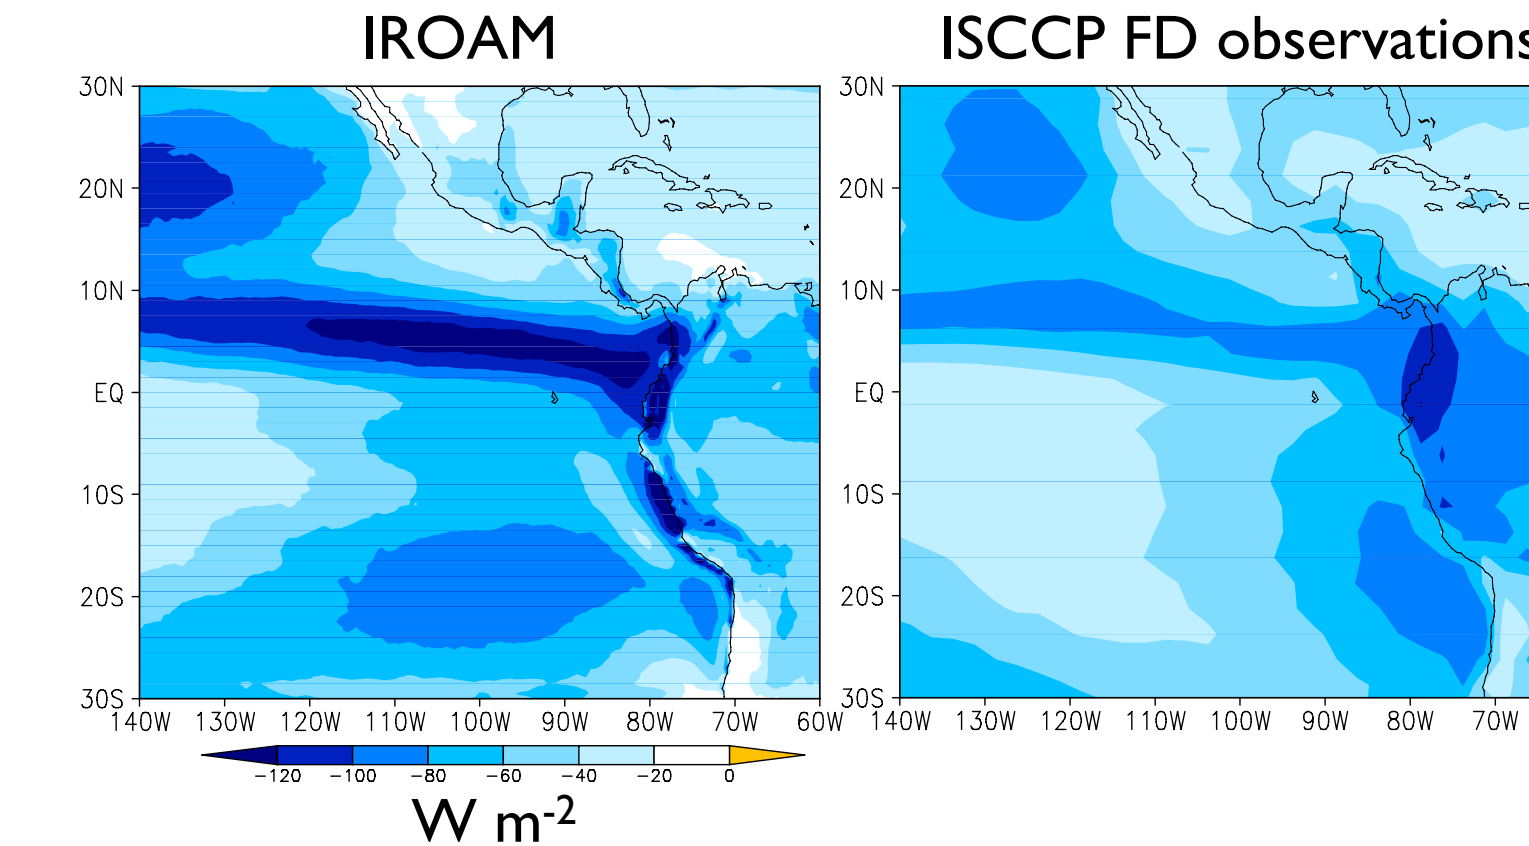 IROAM
ISCCP FD observations
30N
20N
10N
EQ
10S
20S
30S
140W 130W 120W 110W 100W 90W 80W 70W 60W
30N
20N
10N
EQ
10S
20S
30S
140W 130W 120W 110W 100W 90W 80W 70W
−120 −100 −80 −60 −40 −20 0
W m-2